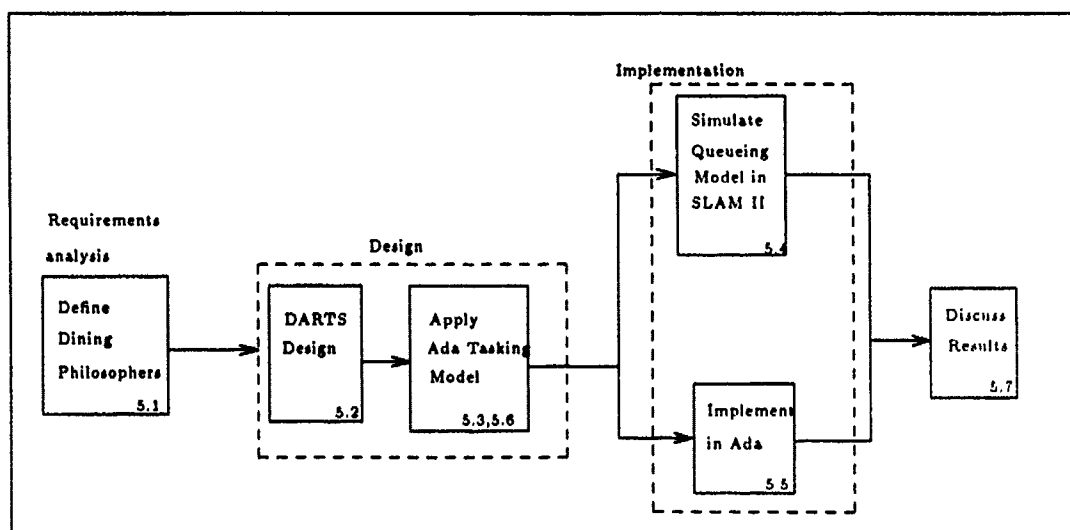 Implementation
Simulate
Queueing
Model in
SLAM II
5.4
Requirements
analysis
Define
Dining
Philosophers
5.1
Design
DARTS
Design
5.2
Apply
Ada Tasking
Model
5.3,5.6
Implement
in Ada
5.5
Discuss
Results
5.7